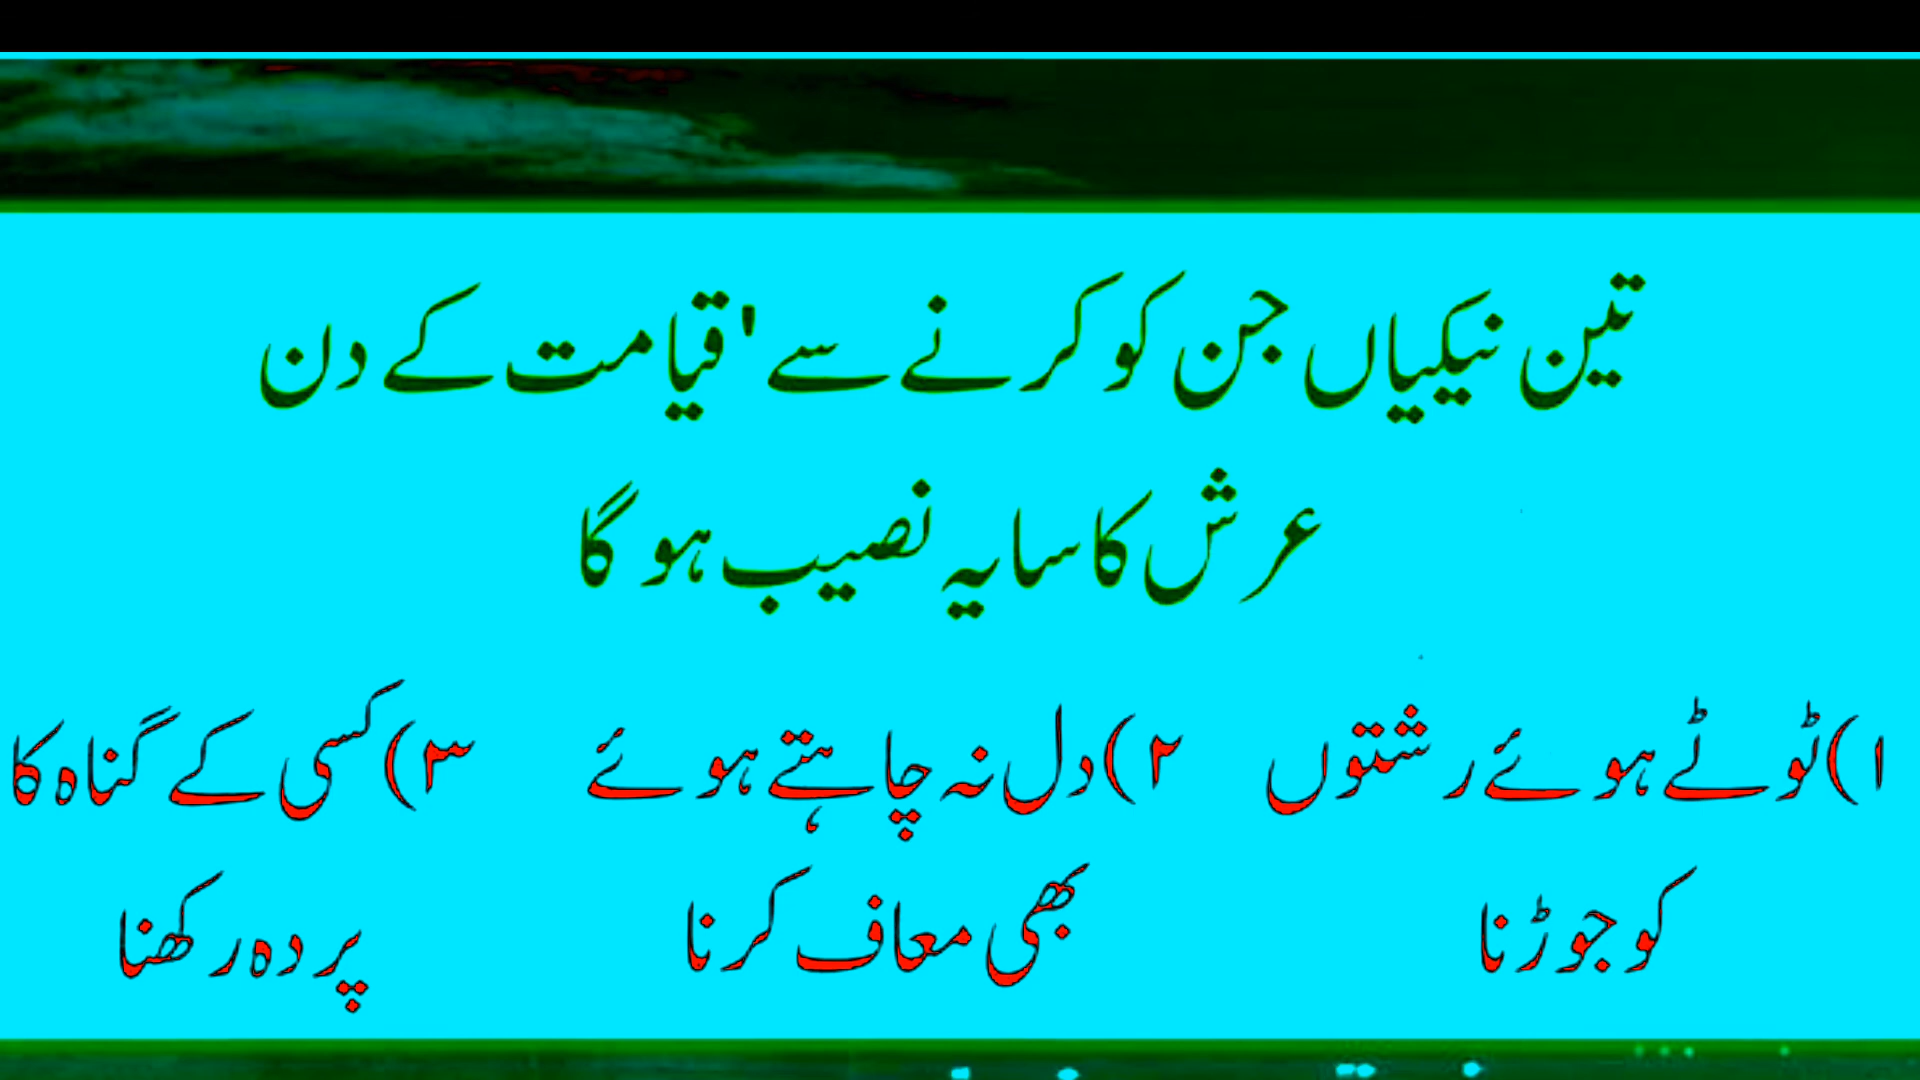 تین نیکیاں جن کو کرنے سے 'قیامت کے دن
عرش کا سایہ نصیب ہو گا
۱)ٹوٹے ہوئے رشتوں ۲)دل نہ چاہتے ہوئے ۳)کسی کے گناہ کا
کو جوڑنا بھی معاف کرنا پردہ رکھنا